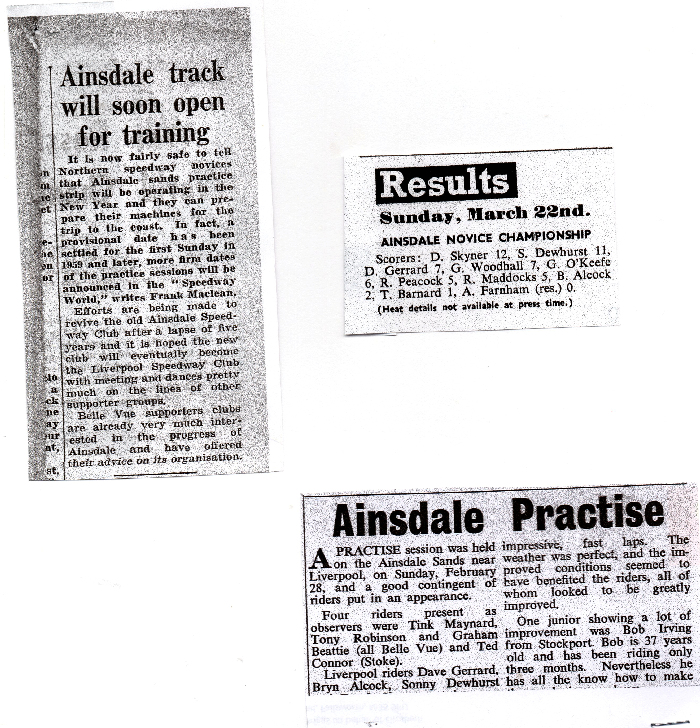 Ainsdale track
will soon open
for training
It is now fairly safe to tell
Northern speedway novices
that Ainsdale sands practice
strip will be operating in the
New Year and they can pre-
pare their machines for the
trip to the coast. In fact, a
provisional date has been
settled for the first Sunday in
1959 and later, more firm dates
of the practice sessions will be
announced in the "Speedway
World," writes Frank Maclean.
Efforts are being made to
revive the old Ainsdale Speed-
way Club after a lapse of five
years and it is hoped the new
club will eventually become
the Liverpool Speedway Club
with meeting and dances pretty
much on the lines of other
supporter groups.
Belle Vue supporters clubs
are already very much inter-
ested in the progress of
Ainsdale and have offered
their advice on its organisation.
Results
Sunday, March 22nd.
AINSDALE NOVICE CHAMPIONSHIP
Scorers: D. Skyner 12, S. Dewhurst 11,
D. Gerrard 7, G. Woodhall 7, G. O'Keefe
6, R. Peacock 5, R. Maddocks 5, B. Alcock
2, T. Barnard 1, A. Farnham (res.) 0.
(Heat details not available at press time.)
Ainsdale Practise
A PRACTISE session was held
on the Ainsdale Sands near
Liverpool, on Sunday, February
28, and a good contingent of
riders put in an appearance.
Four riders present as
observers were Tink Maynard,
Tony Robinson and Graham
Beattie (all Belle Vue) and Ted
Connor (Stoke).
Liverpool riders Dave Gerrard,
Bryn Alcock, Sonny Dewhurst
impressive, fast laps. The
weather was perfect, and the im-
proved conditions seemed to
have benefited the riders, all of
whom looked to be greatly
improved.
One junior showing a lot of
improvement was Bob Irving
from Stockport. Bob is 37 years
old and has been riding only
three months. Nevertheless he
has all the know how to make